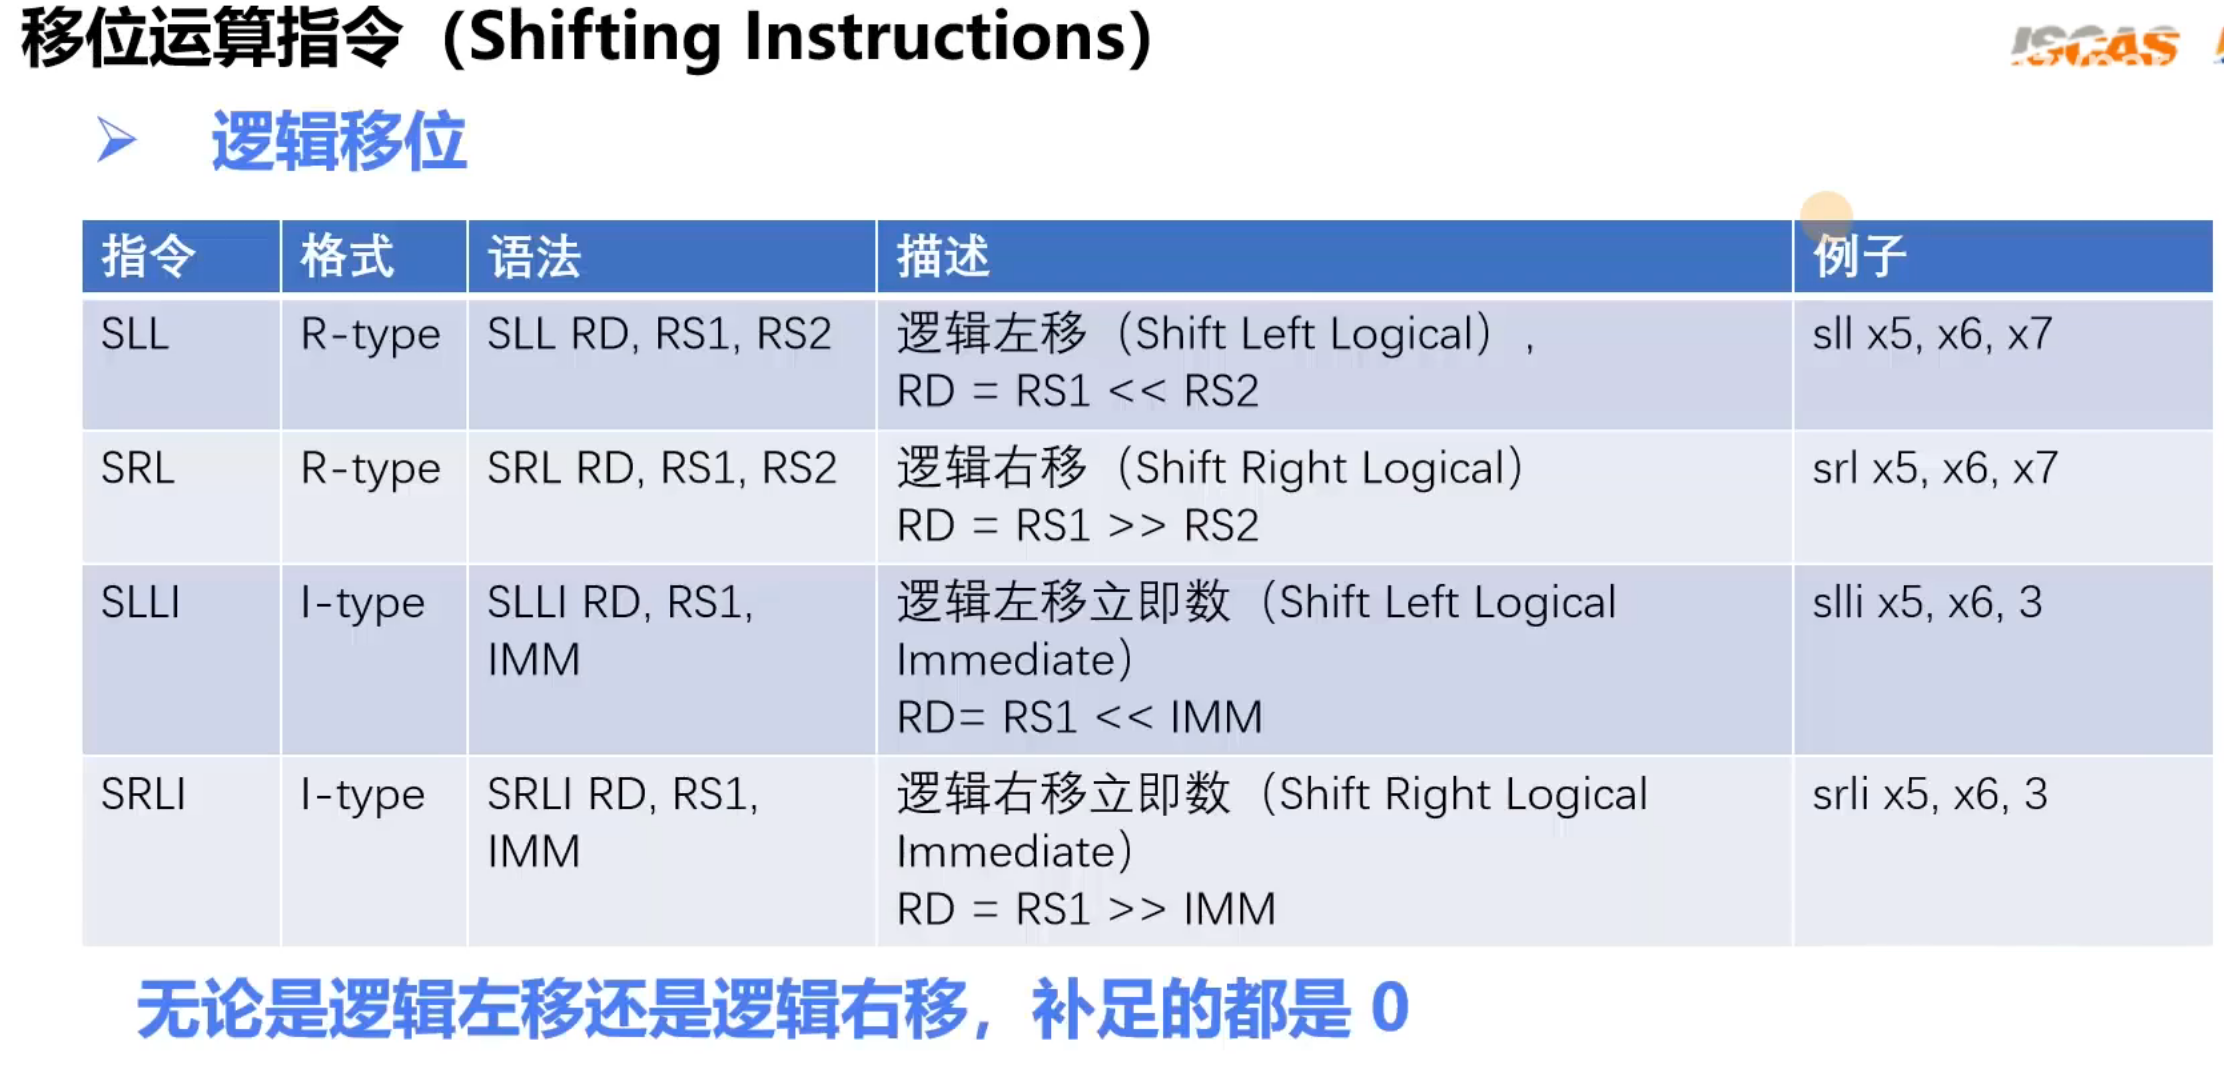 移位运算指令（Shifting Instructions）
ISCAS
逻辑移位
指令 格式 语法 描述 例子
SLL R-type SLL RD, RS1, RS2 逻辑左移（Shift Left Logical）, sll x5, x6, x7
RD = RS1 << RS2
SRL R-type SRL RD, RS1, RS2 逻辑右移（Shift Right Logical） srl x5, x6, x7
RD = RS1 >> RS2
SLLI I-type SLLI RD, RS1, 逻辑左移立即数（Shift Left Logical slli x5, x6, 3
IMM Immediate）
RD= RS1 << IMM
SRLI I-type SRLI RD, RS1, 逻辑右移立即数（Shift Right Logical srli x5, x6, 3
IMM Immediate）
RD = RS1 >> IMM
无论是逻辑左移还是逻辑右移，补足的都是 0